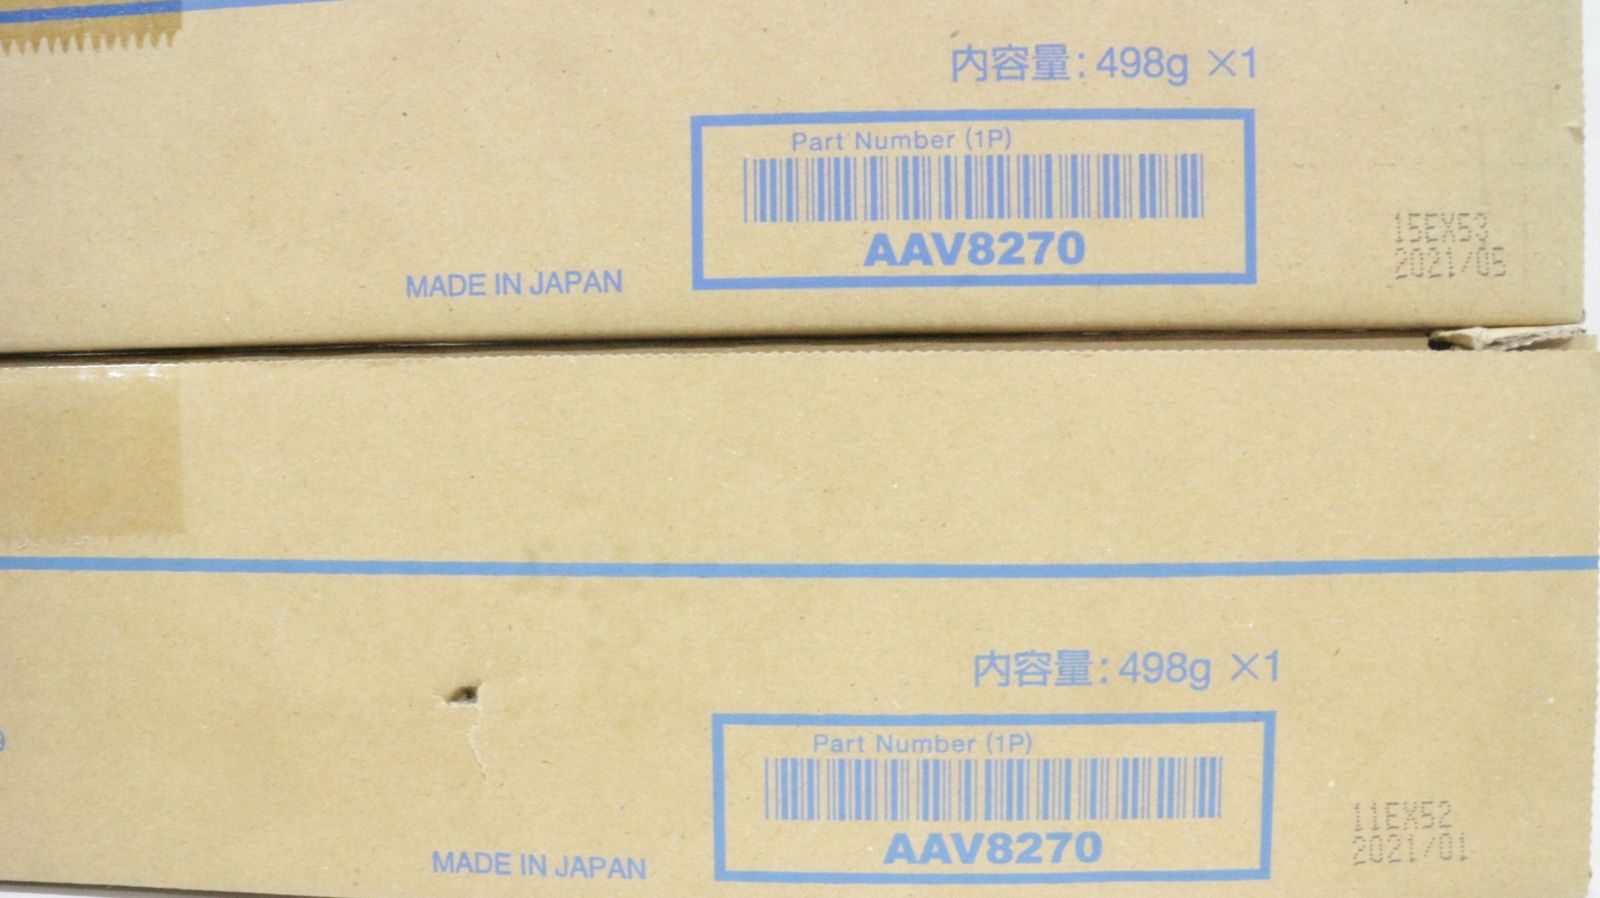 内容量: 498g ×1
Part Number (1P)
AAV8270
MADE IN JAPAN
15EX53
2021/05
内容量: 498g ×1
Part Number (1P)
AAV8270
MADE IN JAPAN
11EX52
2021/01